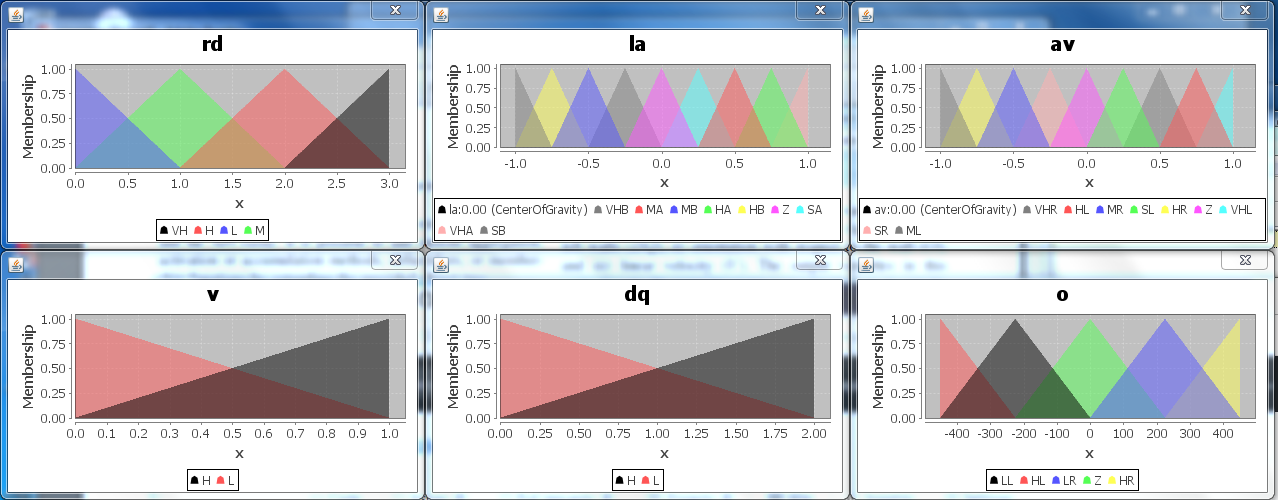 rd
Membership
1.00
0.75
0.50
0.25
0.00
0.0 0.5 1.0 1.5 2.0 2.5 3.0
x
VH H L M
la
Membership
1.00
0.75
0.50
0.25
0.00
-1.0 -0.5 0.0 0.5 1.0
x
la:0.00 (CenterOfGravity) VHB MA MB HA HB Z SA
VHA SB
av
Membership
1.00
0.75
0.50
0.25
0.00
-1.0 -0.5 0.0 0.5 1.0
x
av:0.00 (CenterOfGravity) VHR HL MR SL HR Z VHL
SR ML
v
Membership
1.00
0.75
0.50
0.25
0.00
0.0 0.1 0.2 0.3 0.4 0.5 0.6 0.7 0.8 0.9 1.0
x
H L
dq
Membership
1.00
0.75
0.50
0.25
0.00
0.00 0.25 0.50 0.75 1.00 1.25 1.50 1.75 2.00
x
H L
o
Membership
1.00
0.75
0.50
0.25
0.00
-400 -300 -200 -100 0 100 200 300 400
x
LL HL LR Z HR